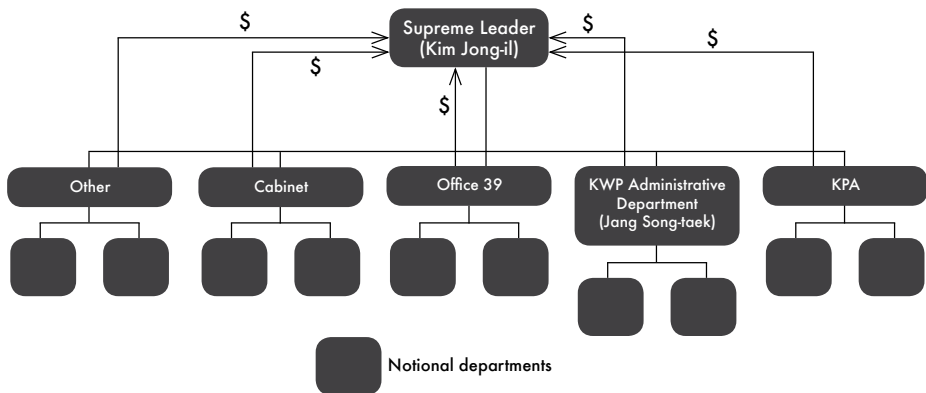 $
Supreme Leader
(Kim Jong-il)
$
$
$
$
Other
Cabinet
Office 39
KWP Administrative
Department
(Jang Song-taek)
KPA
Notional departments